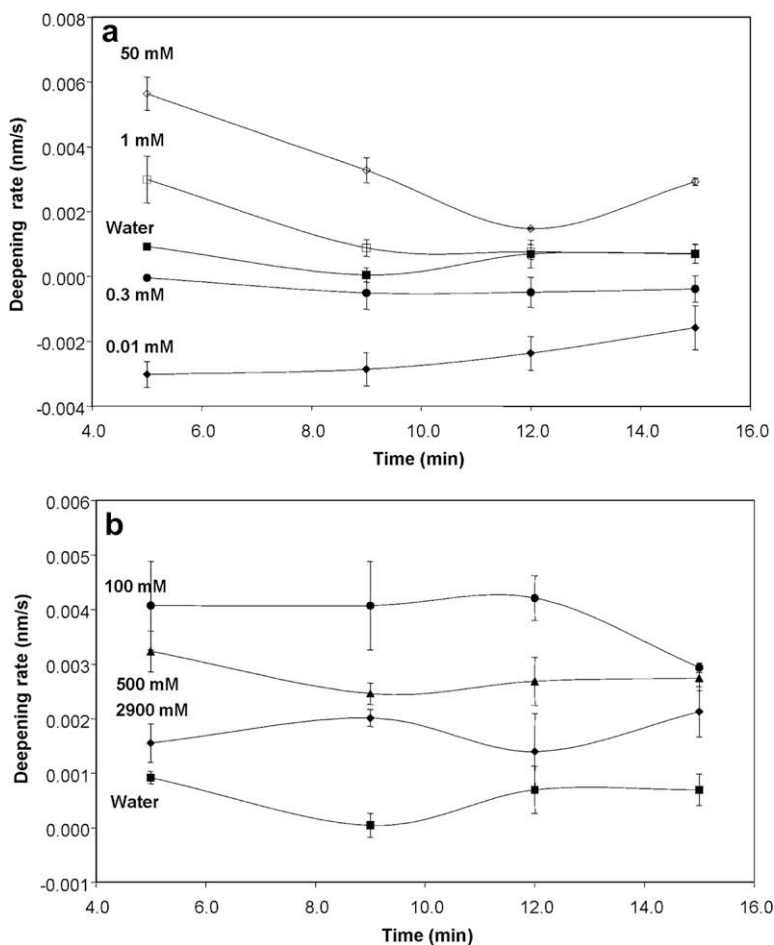 a
0.008
50 mM
0.006
1 mM
0.004
Deepening rate (nm/s)
0.002
Water
0.000
0.3 mM
-0.002
0.01 mM
-0.004
4.0 6.0 8.0 10.0 12.0 14.0 16.0
Time (min)
b
0.006
0.005
100 mM
0.004
Deepening rate (nm/s)
0.003
500 mM
2900 mM
0.002
0.001
Water
0.000
-0.001
4.0 6.0 8.0 10.0 12.0 14.0 16.0
Time (min)